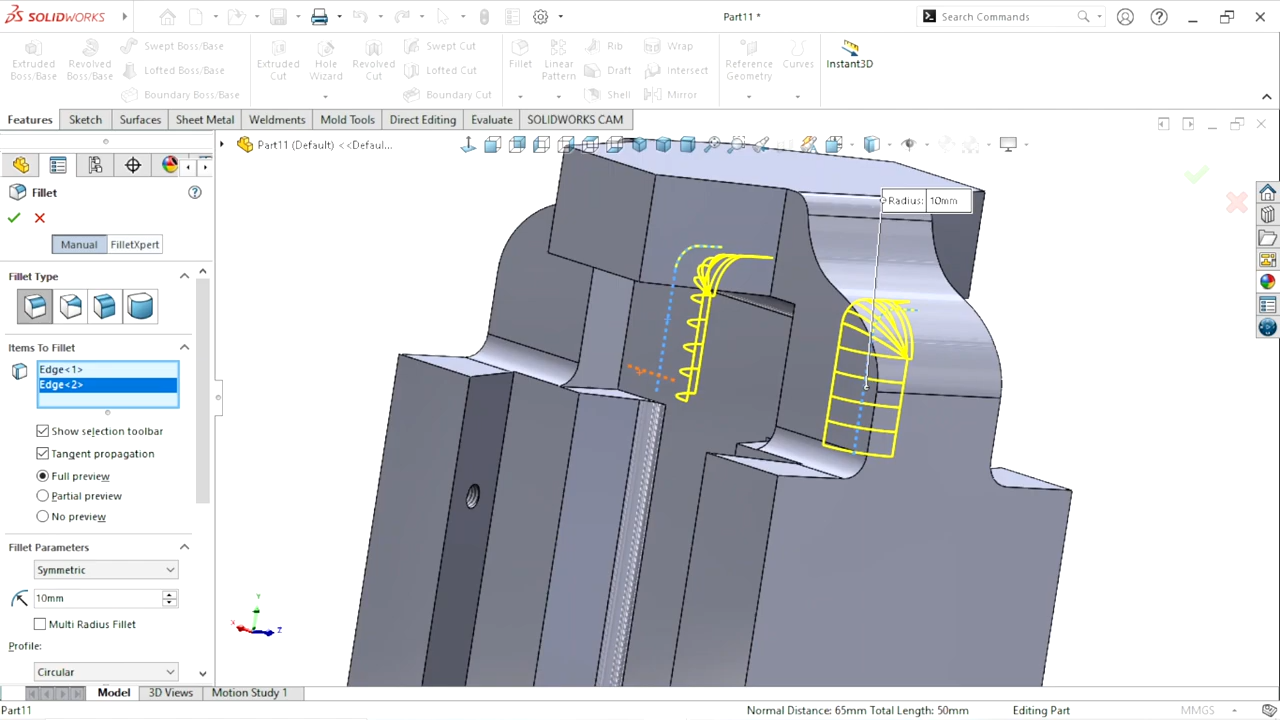 SOLIDWORKS
Part11 *
Search Commands
Extruded Boss/Base
Revolved Boss/Base
Swept Boss/Base
Lofted Boss/Base
Boundary Boss/Base
Extruded Cut
Hole Wizard
Revolved Cut
Swept Cut
Lofted Cut
Boundary Cut
Fillet
Linear Pattern
Rib
Draft
Shell
Wrap
Intersect
Mirror
Reference Geometry
Curves
Instant3D
Features
Sketch
Surfaces
Sheet Metal
Weldments
Mold Tools
Direct Editing
Evaluate
SOLIDWORKS CAM
Part11 (Default) <<Defau...
Fillet
Manual
FilletXpert
Fillet Type
Items To Fillet
Edge<1>
Edge<2>
Show selection toolbar
Tangent propagation
Full preview
Partial preview
No preview
Fillet Parameters
Symmetric
10mm
Multi Radius Fillet
Profile:
Circular
Radius: 10mm
Y
X
Z
Model
3D Views
Motion Study 1
Part11
Normal Distance: 65mm Total Length: 50mm
Editing Part
MMGS